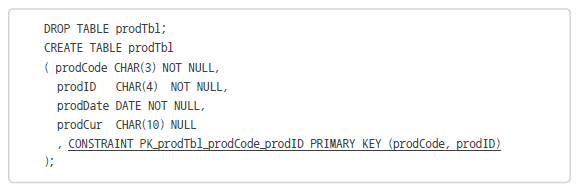 DROP TABLE prodTbl;
CREATE TABLE prodTbl
( prodCode CHAR(3) NOT NULL,
prodID CHAR(4) NOT NULL,
prodDate DATE NOT NULL,
prodCur CHAR(10) NULL
, CONSTRAINT PK_prodTbl_prodCode_prodID PRIMARY KEY (prodCode, prodID)
);